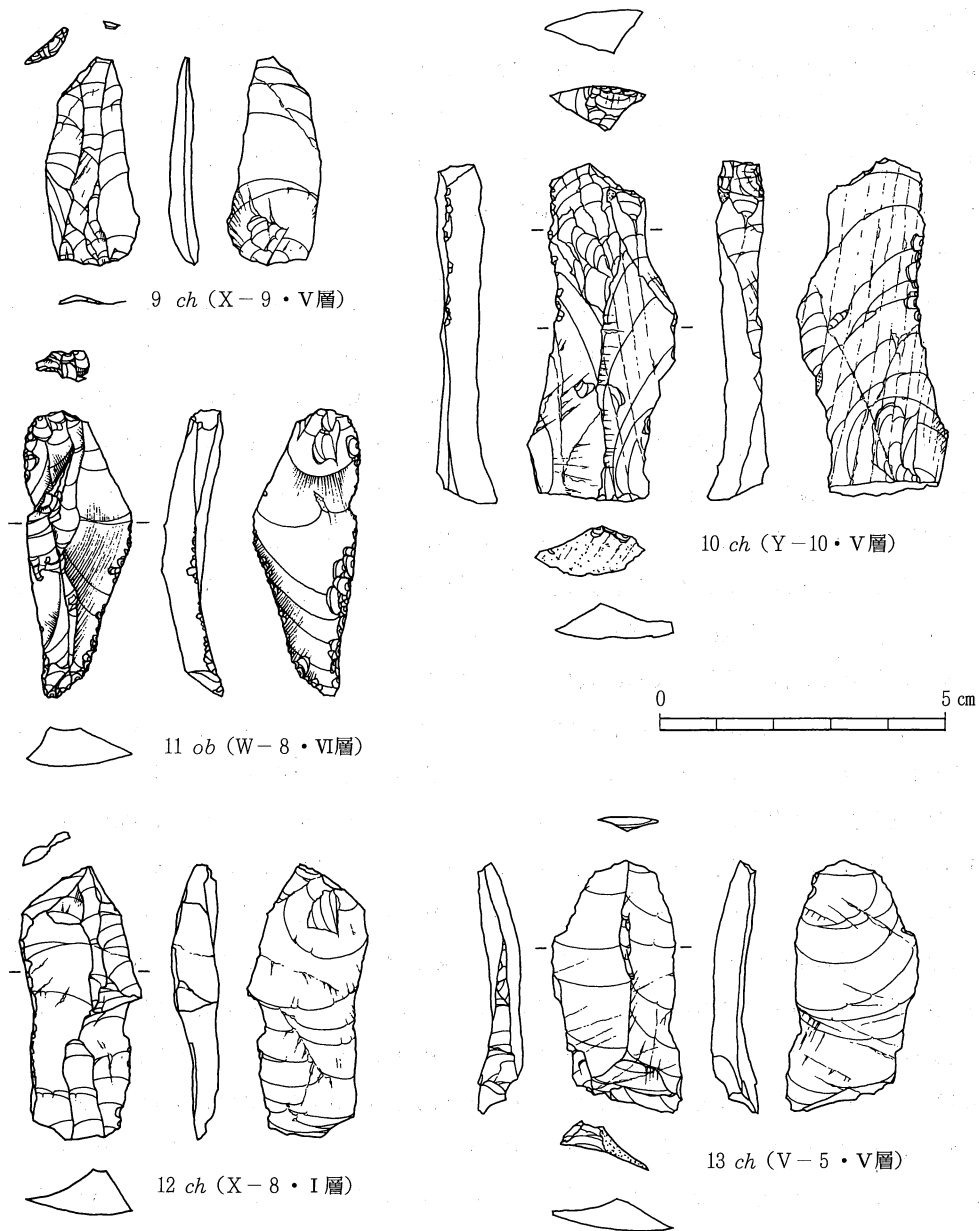 9 ch (X－9・V層)
10 ch (Y－10・V層)
0 5 cm
11 ob (W－8・VI層)
12 ch (X－8・I層)
13 ch (V－5・V層)